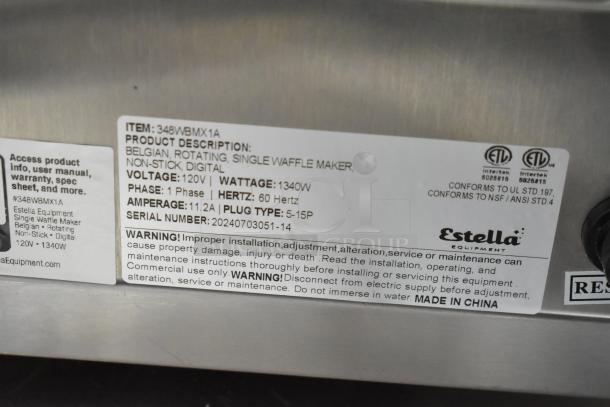 Access product
info, user manual,
warranty, spec
sheet, and more.
#348WBMX1A
Estella Equipment
Single Waffle Maker
Belgian • Rotating
Non-Stick • Digital
120V • 1340W
Equipment.com
ITEM: 348WBMX1A
PRODUCT DESCRIPTION:
BELGIAN, ROTATING, SINGLE WAFFLE MAKER,
NON-STICK, DIGITAL
VOLTAGE: 120V | WATTAGE: 1340W
PHASE: 1 Phase | HERTZ: 60 Hertz
AMPERAGE: 11.2A | PLUG TYPE: 5-15P
SERIAL NUMBER: 20240703051-14
ETL ETL
Intertek Intertek
CONFORMS TO UL STD.197,
CONFORMS TO NSF / ANSI STD.4
Estella
EQUIPMENT
WARNING! Improper installation,adjustment,alteration,service or maintenance can
cause property damage, injury or death. Read the installation, operating, and
maintenance instructions thoroughly before installing or servicing this equipment.
Commercial use only WARNING! Disconnect from electric supply before adjustment,
alteration, service or maintenance. Do not immerse in water. MADE IN CHINA
RES